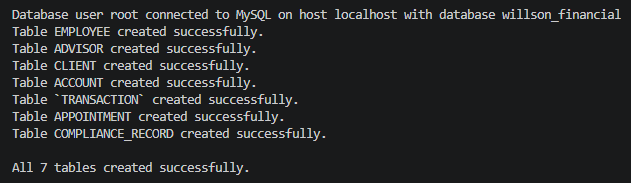 Database user root connected to MySQL on host localhost with database willson_financial
Table EMPLOYEE created successfully.
Table ADVISOR created successfully.
Table CLIENT created successfully.
Table ACCOUNT created successfully.
Table `TRANSACTION` created successfully.
Table APPOINTMENT created successfully.
Table COMPLIANCE_RECORD created successfully.
All 7 tables created successfully.